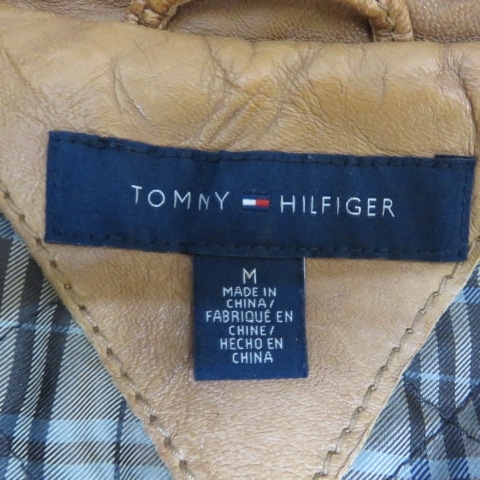 TOMMY HILFIGER
M
MADE IN
CHINA/
FABRIQUÉ EN
CHINE/
HECHO EN
CHINA